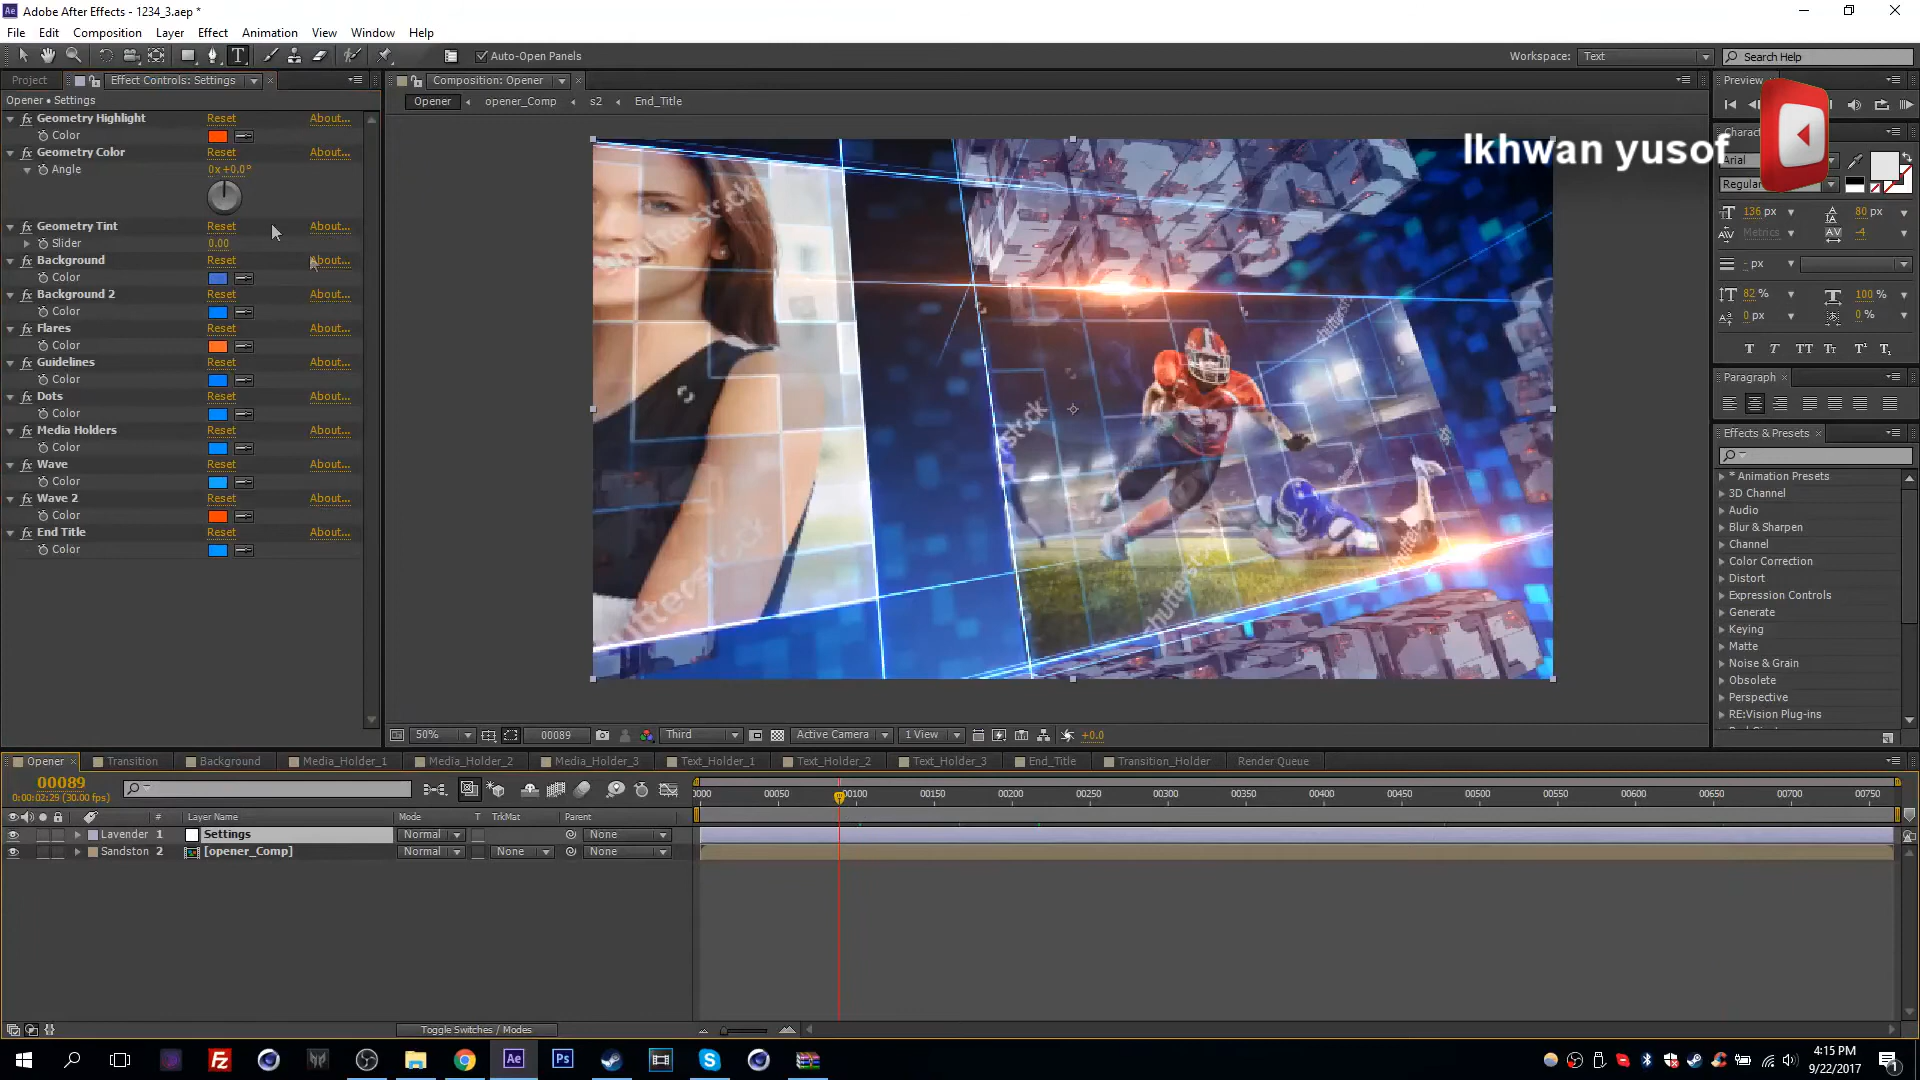 Adobe After Effects - 1234_3.aep *
File Edit Composition Layer Effect Animation View Window Help
Auto-Open Panels
Workspace: Text
Search Help
Project
Effect Controls: Settings
Composition: Opener
Preview
Opener • Settings
Opener opener_Comp s2 End_Title
Geometry Highlight Reset About...
Color
Geometry Color Reset About...
Angle 0x+0.0°
Geometry Tint Reset About...
Slider 0.00
Background Reset About...
Color
Background 2 Reset About...
Color
Flares Reset About...
Color
Guidelines Reset About...
Color
Dots Reset About...
Color
Media Holders Reset About...
Color
Wave Reset About...
Color
Wave 2 Reset About...
Color
End Title Reset About...
Color
Ikhwan yusof
Arial
Regular
136 px 80 px
Metrics -4
- px
82 % 100 %
0 px 0 %
T T TT Tt T¹ T₁
Paragraph
Effects & Presets
* Animation Presets
3D Channel
Audio
Blur & Sharpen
Channel
Color Correction
Distort
Expression Controls
Generate
Keying
Matte
Noise & Grain
Obsolete
Perspective
RE:Vision Plug-ins
50% 00089 Third Active Camera 1 View +0.0
Opener Transition Background Media_Holder_1 Media_Holder_2 Media_Holder_3 Text_Holder_1 Text_Holder_2 Text_Holder_3 End_Title Transition_Holder Render Queue
00089
0:00:02:29 (30.00 fps)
0000 00050 00100 00150 00200 00250 00300 00350 00400 00450 00500 00550 00600 00650 00700 00750
# Layer Name Mode T TrkMat Parent
Lavender 1 Settings Normal None
Sandston 2 [opener_Comp] Normal None None
Toggle Switches / Modes
4:15 PM
9/22/2017